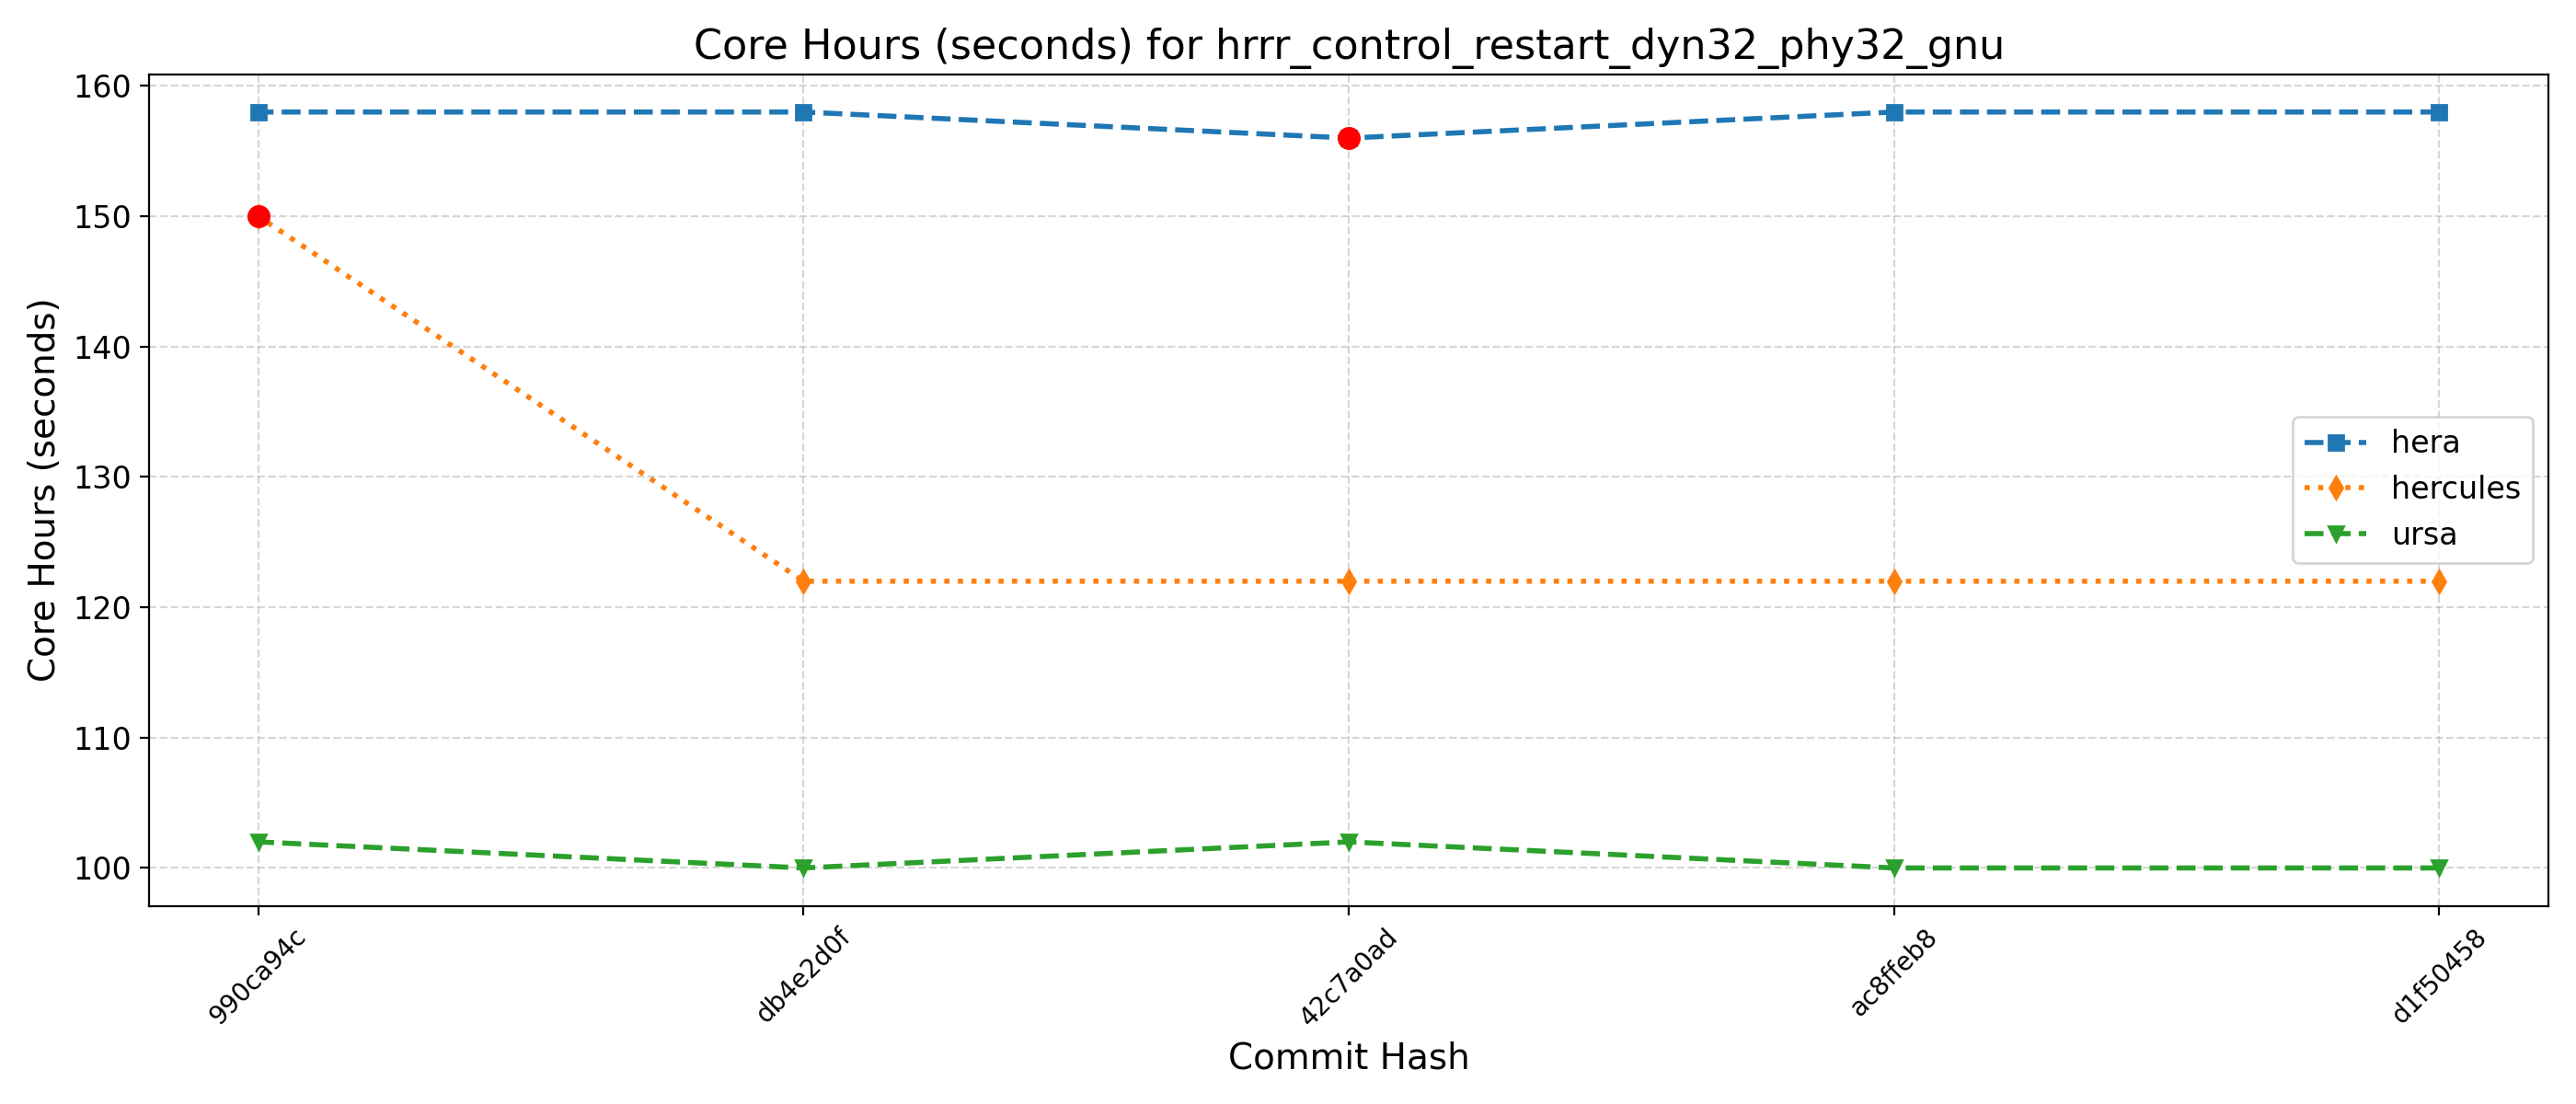 Core Hours (seconds) for hrrr_control_restart_dyn32_phy32_gnu
Core Hours (seconds)
160
150
140
130
120
110
100
hera
hercules
ursa
990ca94c
db4e2d0f
42c7a0ad
ac8ffeb8
d1f50458
Commit Hash